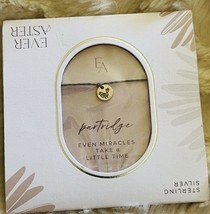 EVER
ASTER
EA
partridge
EVEN MIRACLES
TAKE A
LITTLE TIME
STERLING
SILVER